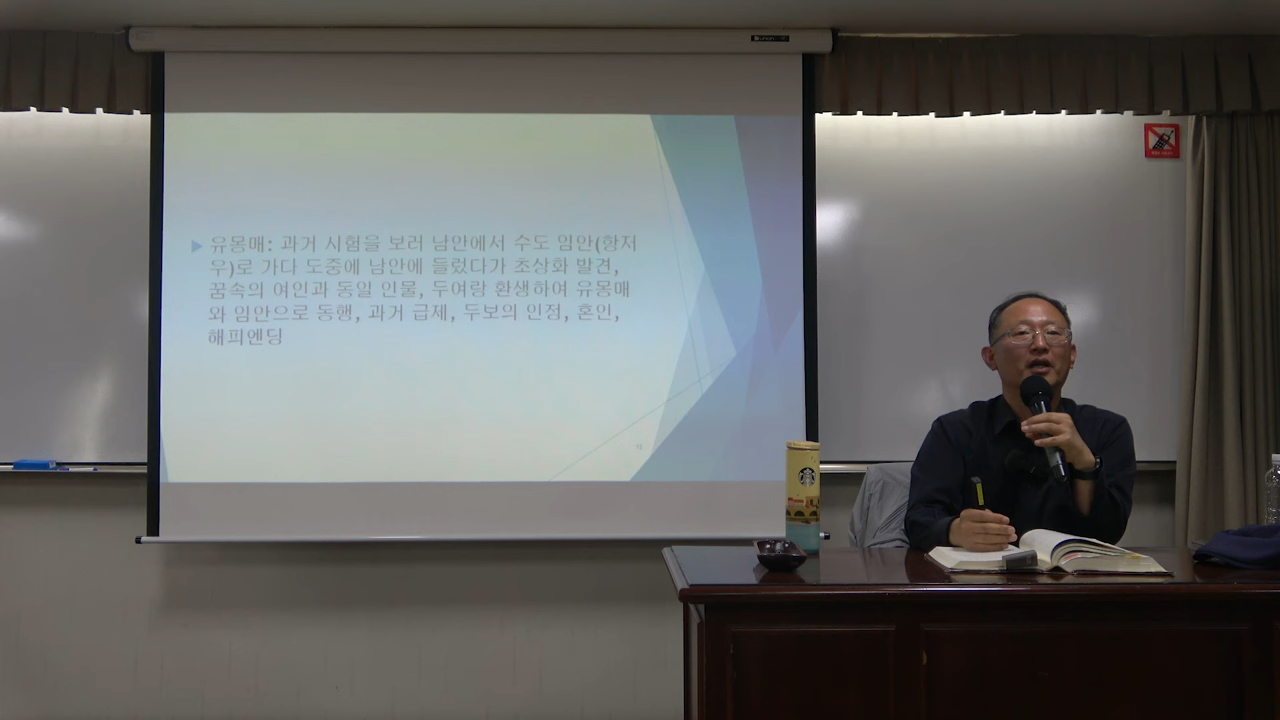 유몽매: 과거 시험을 보러 남안에서 수도 임안(항저
우)로 가다 도중에 남안에 들렀다가 초상화 발견,
꿈속의 여인과 동일 인물, 두여랑 환생하여 유몽매
와 임안으로 동행, 과거 급제, 두보의 인정, 혼인,
해피엔딩